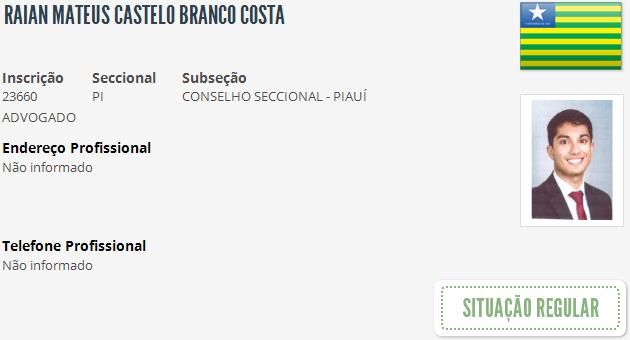 RAIAN MATEUS CASTELO BRANCO COSTA
Inscrição Seccional Subseção
23660 PI CONSELHO SECCIONAL - PIAUÍ
ADVOGADO
Endereço Profissional
Não informado
Telefone Profissional
Não informado
SITUAÇÃO REGULAR